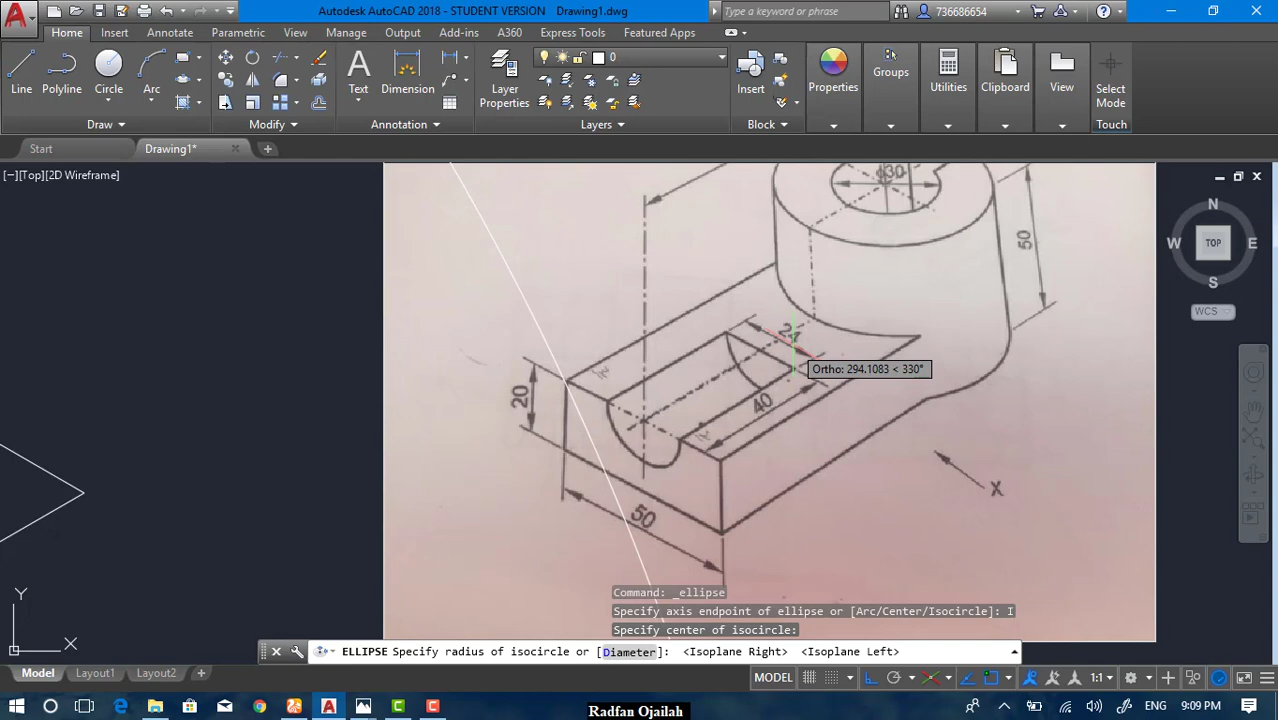 Autodesk AutoCAD 2018 - STUDENT VERSION Drawing1.dwg
Type a keyword or phrase
736686654
Home Insert Annotate Parametric View Manage Output Add-ins A360 Express Tools Featured Apps
Line Polyline Circle Arc
Text Dimension
Layer Properties
0
Insert
Properties
Groups
Utilities
Clipboard
View
Select Mode
Draw
Modify
Annotation
Layers
Block
Touch
Start
Drawing1*
[−][Top][2D Wireframe]
N
W TOP E
S
WCS
ϕ30
50
24
Ortho: 294.1083 < 330°
20
40
50
X
Y
X
Command: _ellipse
Specify axis endpoint of ellipse or [Arc/Center/Isocircle]: I
Specify center of isocircle:
ELLIPSE Specify radius of isocircle or [Diameter]: <Isoplane Right> <Isoplane Left>
Model Layout1 Layout2
MODEL
1:1
ENG 9:09 PM
Radfan Ojailah